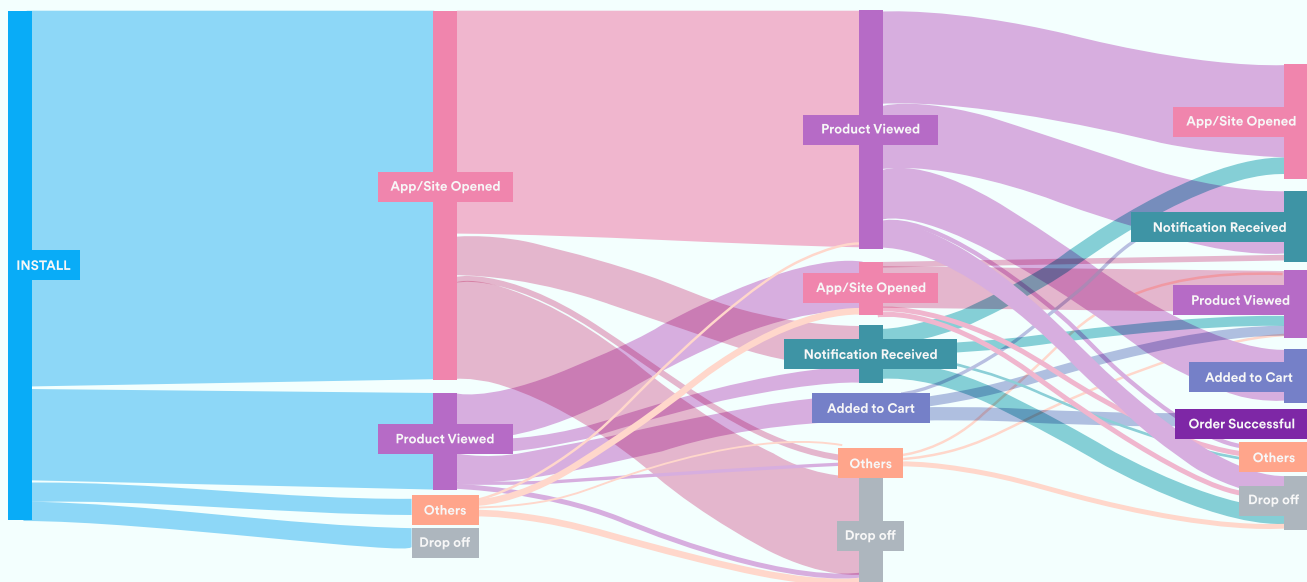 INSTALL
App/Site Opened
Product Viewed
Others
Drop off
Product Viewed
App/Site Opened
Notification Received
Added to Cart
Others
Drop off
App/Site Opened
Notification Received
Product Viewed
Added to Cart
Order Successful
Others
Drop off